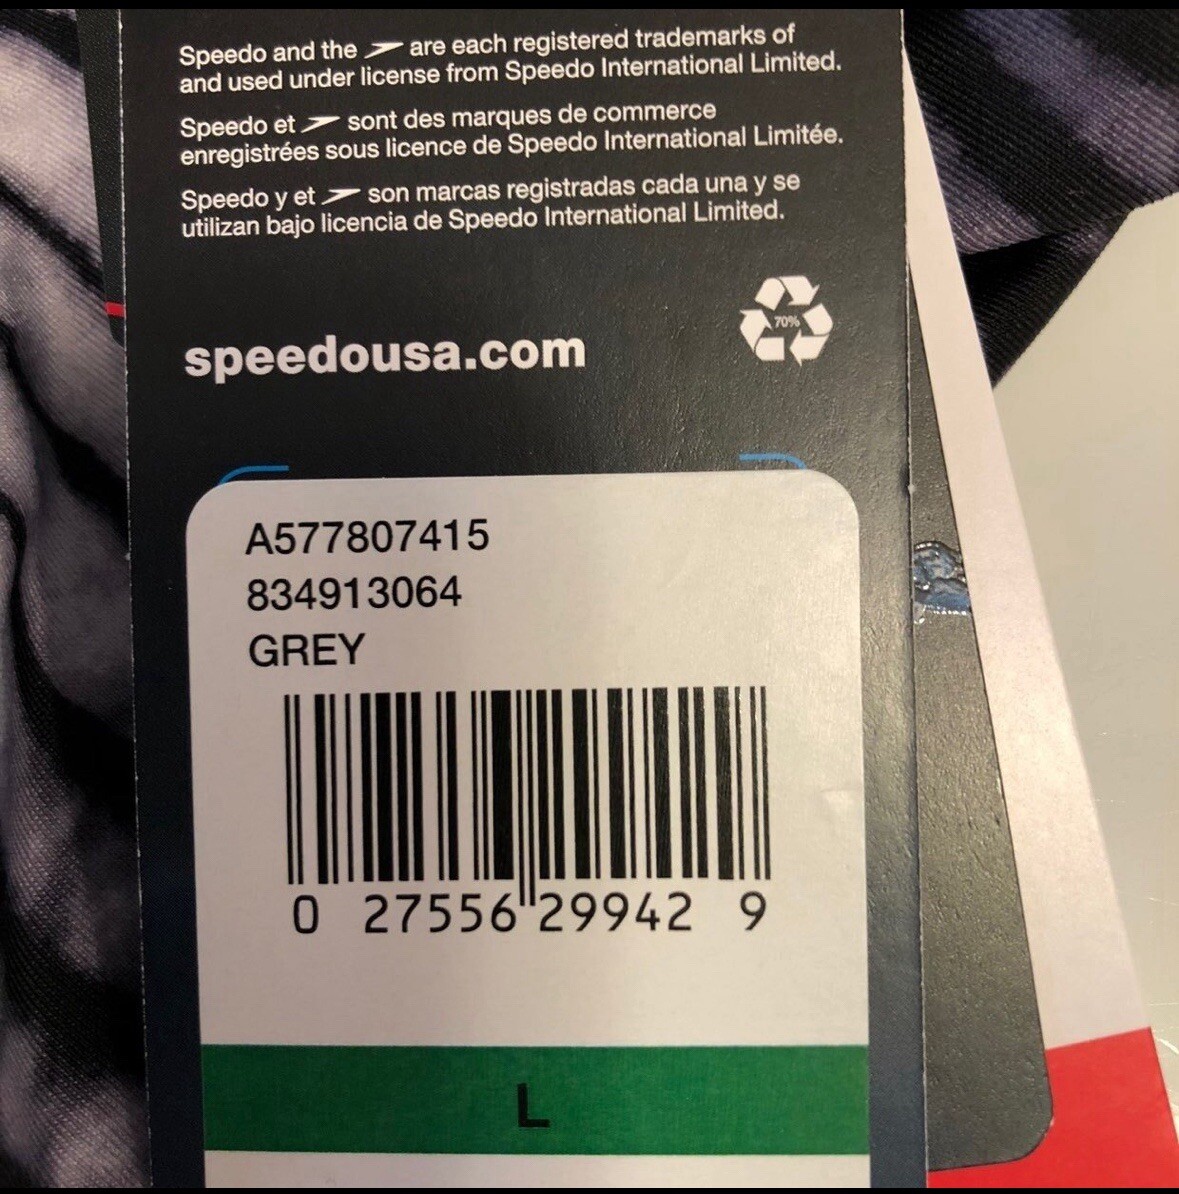 Speedo and the are each registered trademarks of
and used under license from Speedo International Limited.
Speedo et sont des marques de commerce
enregistrées sous licence de Speedo International Limitée.
Speedo y et son marcas registradas cada una y se
utilizan bajo licencia de Speedo International Limited.
70%
speedousa.com
A577807415
834913064
GREY
0 27556 29942 9
L